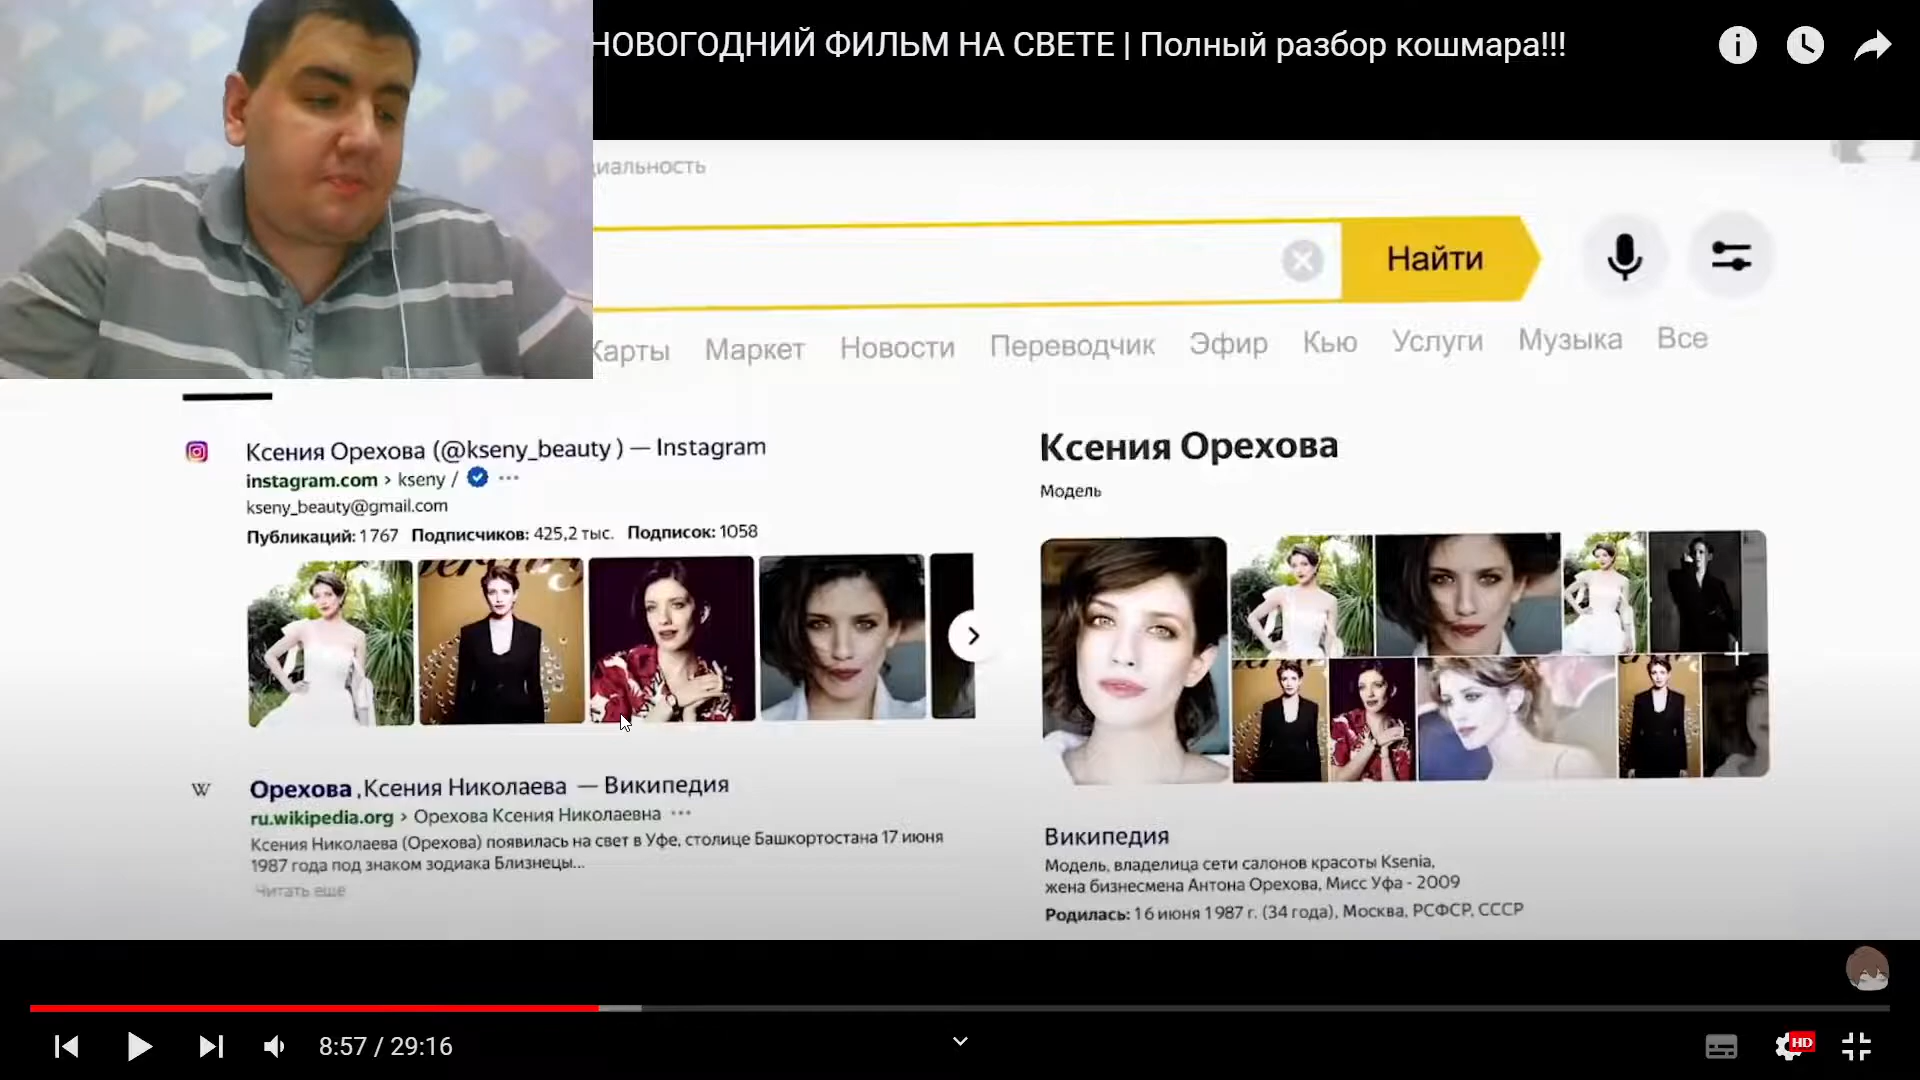 НОВОГОДНИЙ ФИЛЬМ НА СВЕТЕ | Полный разбор кошмара!!!
Найти
Маркет Новости Переводчик Эфир Кью Услуги Музыка Все
Ксения Орехова (@kseny_beauty ) — Instagram
instagram.com › kseny / ···
kseny_beauty@gmail.com
Публикаций: 1767 Подписчиков: 425,2 тыс. Подписок: 1058
Орехова ,Ксения Николаева — Википедия
ru.wikipedia.org › Орехова Ксения Николаевна ···
Ксения Николаева (Орехова) появилась на свет в Уфе, столице Башкортостана 17 июня
1987 года под знаком зодиака Близнецы...
Читать ещё
Ксения Орехова
Модель
Википедия
Модель, владелица сети салонов красоты Ksenia,
жена бизнесмена Антона Орехова, Мисс Уфа - 2009
Родилась: 16 июня 1987 г. (34 года), Москва, РСФСР, СССР
8:57 / 29:16
HD